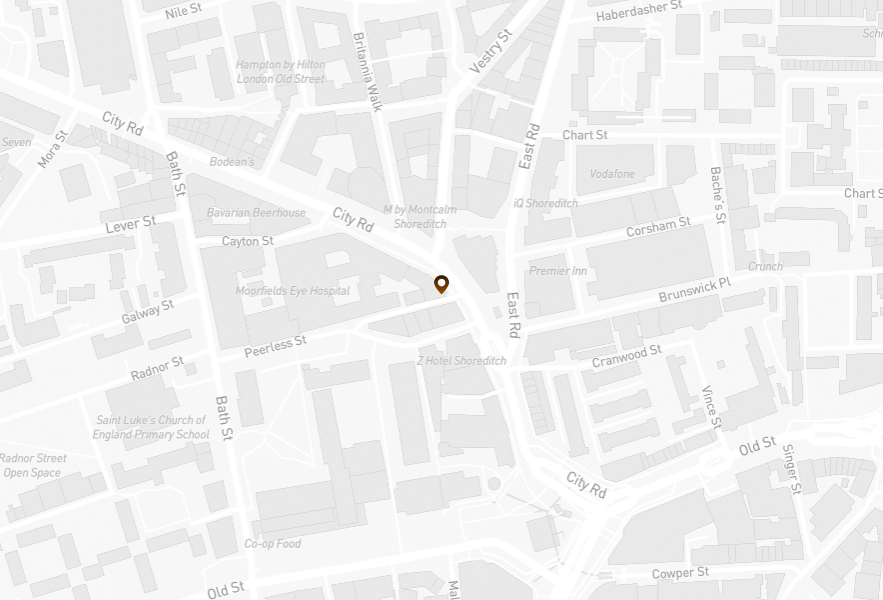 Nile St
Haberdasher St
Vestry St
Britannia Walk
Hampton by Hilton
London Old Street
City Rd
Seven
Mora St
Bath St
Bodean's
East Rd
Chart St
Vodafone
Bache's St
Chart S
Bavarian Beerhouse
City Rd
M by Montcalm
Shoreditch
iQ Shoreditch
Lever St
Cayton St
Corsham St
Premier Inn
Crunch
Moorfields Eye Hospital
Brunswick Pl
Galway St
East Rd
Peerless St
Radnor St
Z Hotel Shoreditch
Cranwood St
Vince St
Bath St
Saint Luke's Church of
England Primary School
Radnor Street
Open Space
Old St
Singer St
City Rd
Co-op Food
Old St
Cowper St